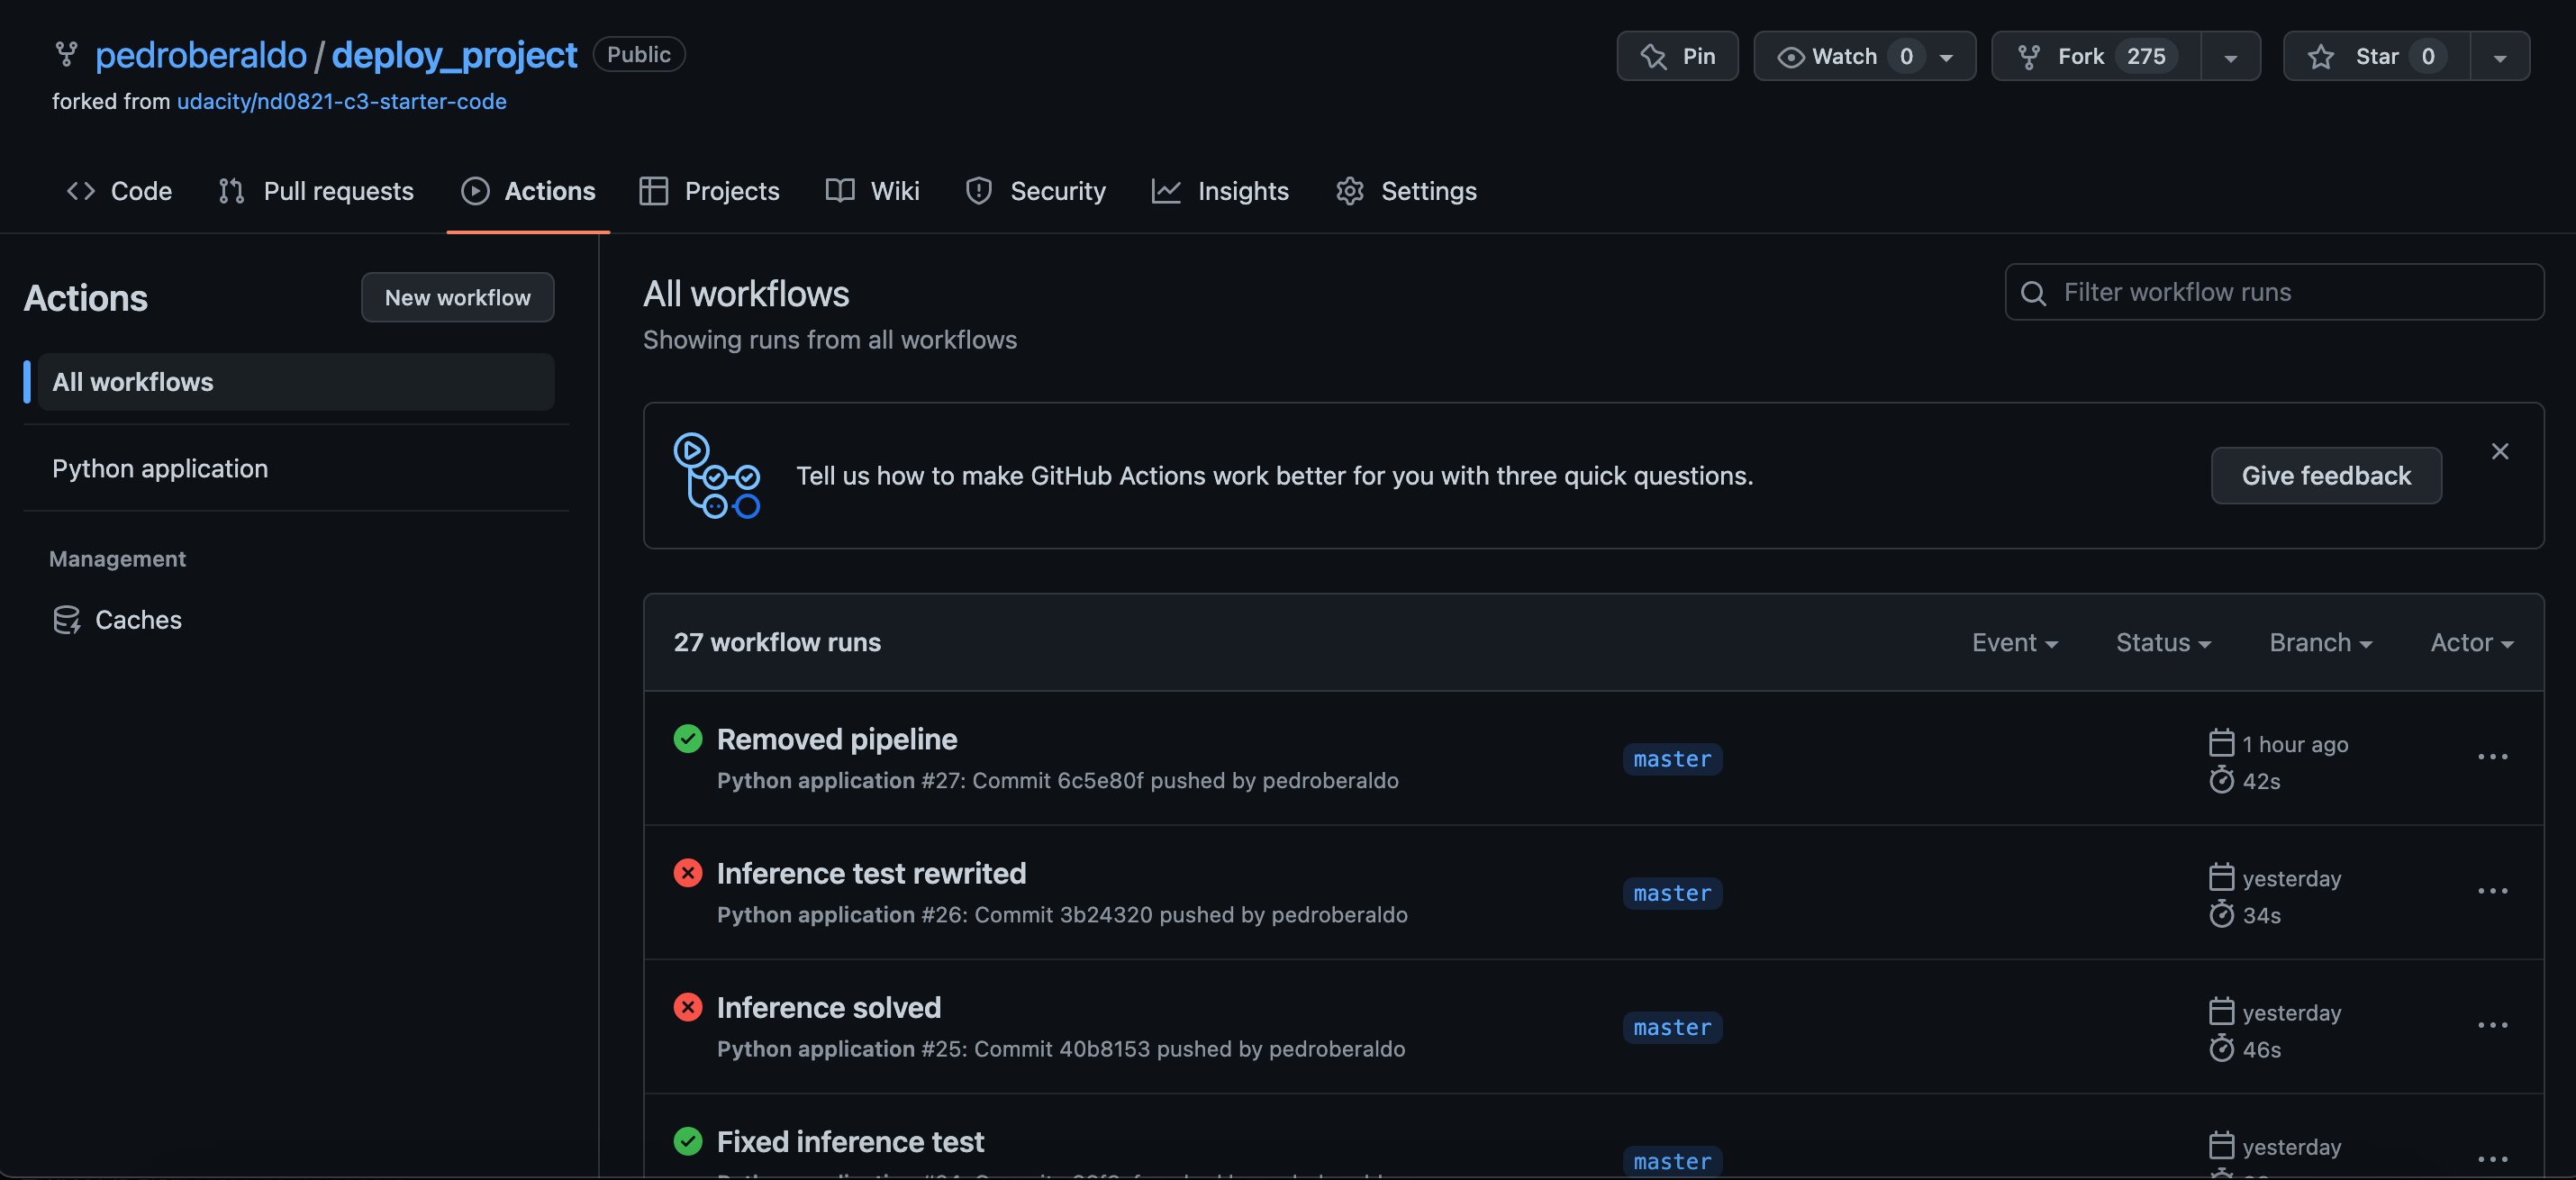 pedroberaldo / deploy_project Public
Pin Watch 0 Fork 275 Star 0
forked from udacity/nd0821-c3-starter-code
Code Pull requests Actions Projects Wiki Security Insights Settings
Actions New workflow
All workflows
Python application
Management
Caches
All workflows
Filter workflow runs
Showing runs from all workflows
Tell us how to make GitHub Actions work better for you with three quick questions.
Give feedback
27 workflow runs Event Status Branch Actor
Removed pipeline
Python application #27: Commit 6c5e80f pushed by pedroberaldo
master
1 hour ago
42s
Inference test rewrited
Python application #26: Commit 3b24320 pushed by pedroberaldo
master
yesterday
34s
Inference solved
Python application #25: Commit 40b8153 pushed by pedroberaldo
master
yesterday
46s
Fixed inference test
master
yesterday